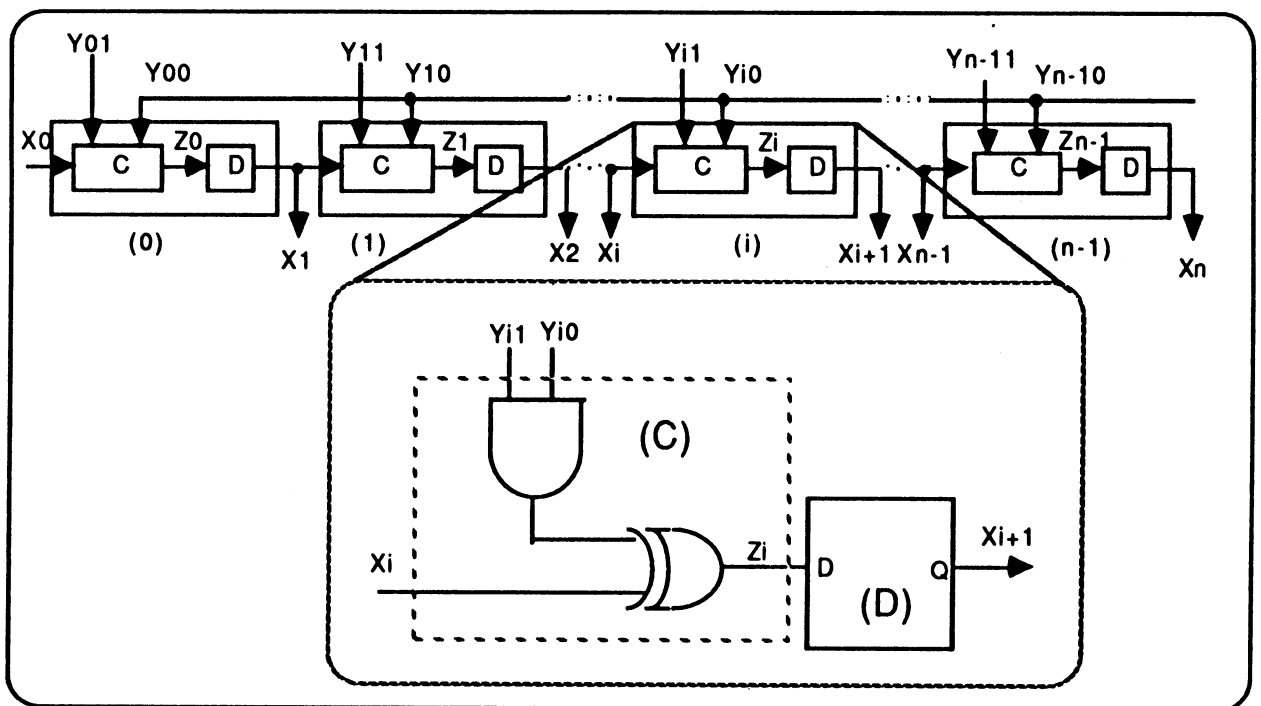 Y01 Y11 Yi1 Yn-11
Y00 Y10 Yi0 Yn-10
X0 Z0 Z1 Zi Zn-1
C D C D C D C D
(0) (1) (i) (n-1)
X1 X2 Xi Xi+1 Xn-1 Xn
Yi1 Yi0
(C)
Xi Zi D Q Xi+1
(D)